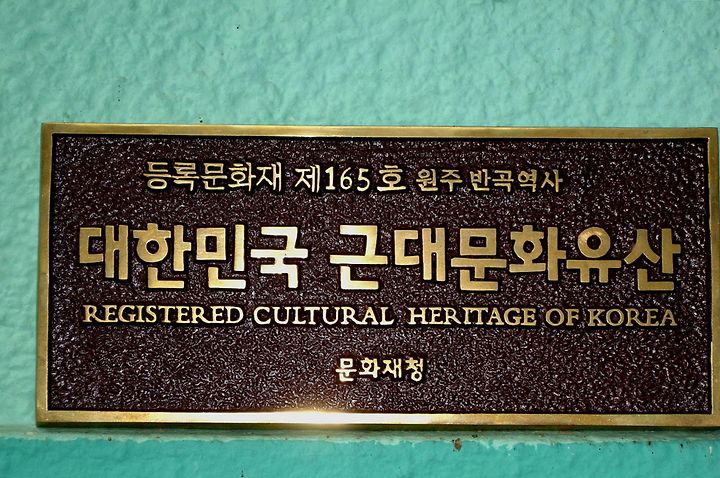 등록문화재 제165호 원주 반곡역사
대한민국 근대문화유산
REGISTERED CULTURAL HERITAGE OF KOREA
문화재청